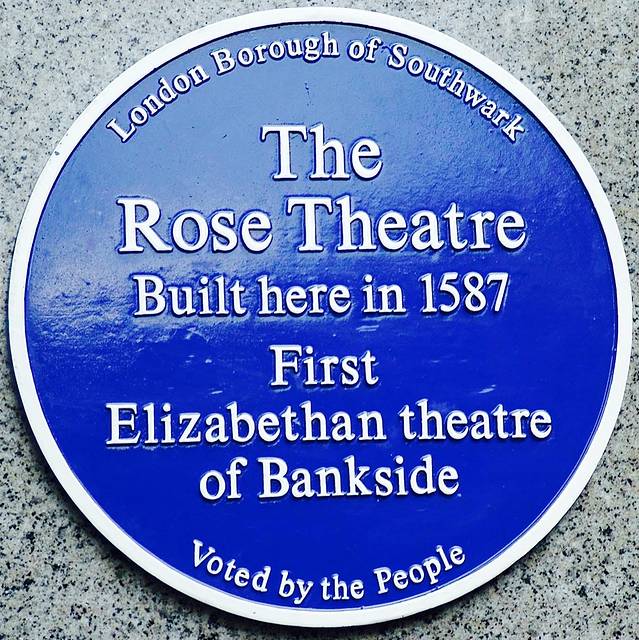 London Borough of Southwark
The
Rose Theatre
Built here in 1587
First
Elizabethan theatre
of Bankside
Voted by the People